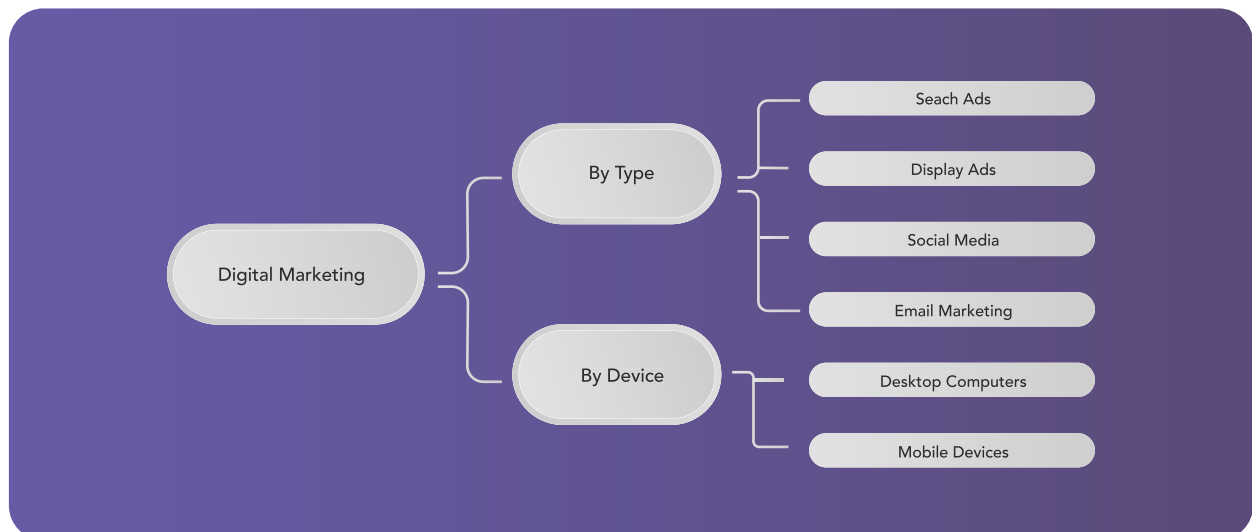 Digital Marketing
By Type
Seach Ads
Display Ads
Social Media
Email Marketing
By Device
Desktop Computers
Mobile Devices